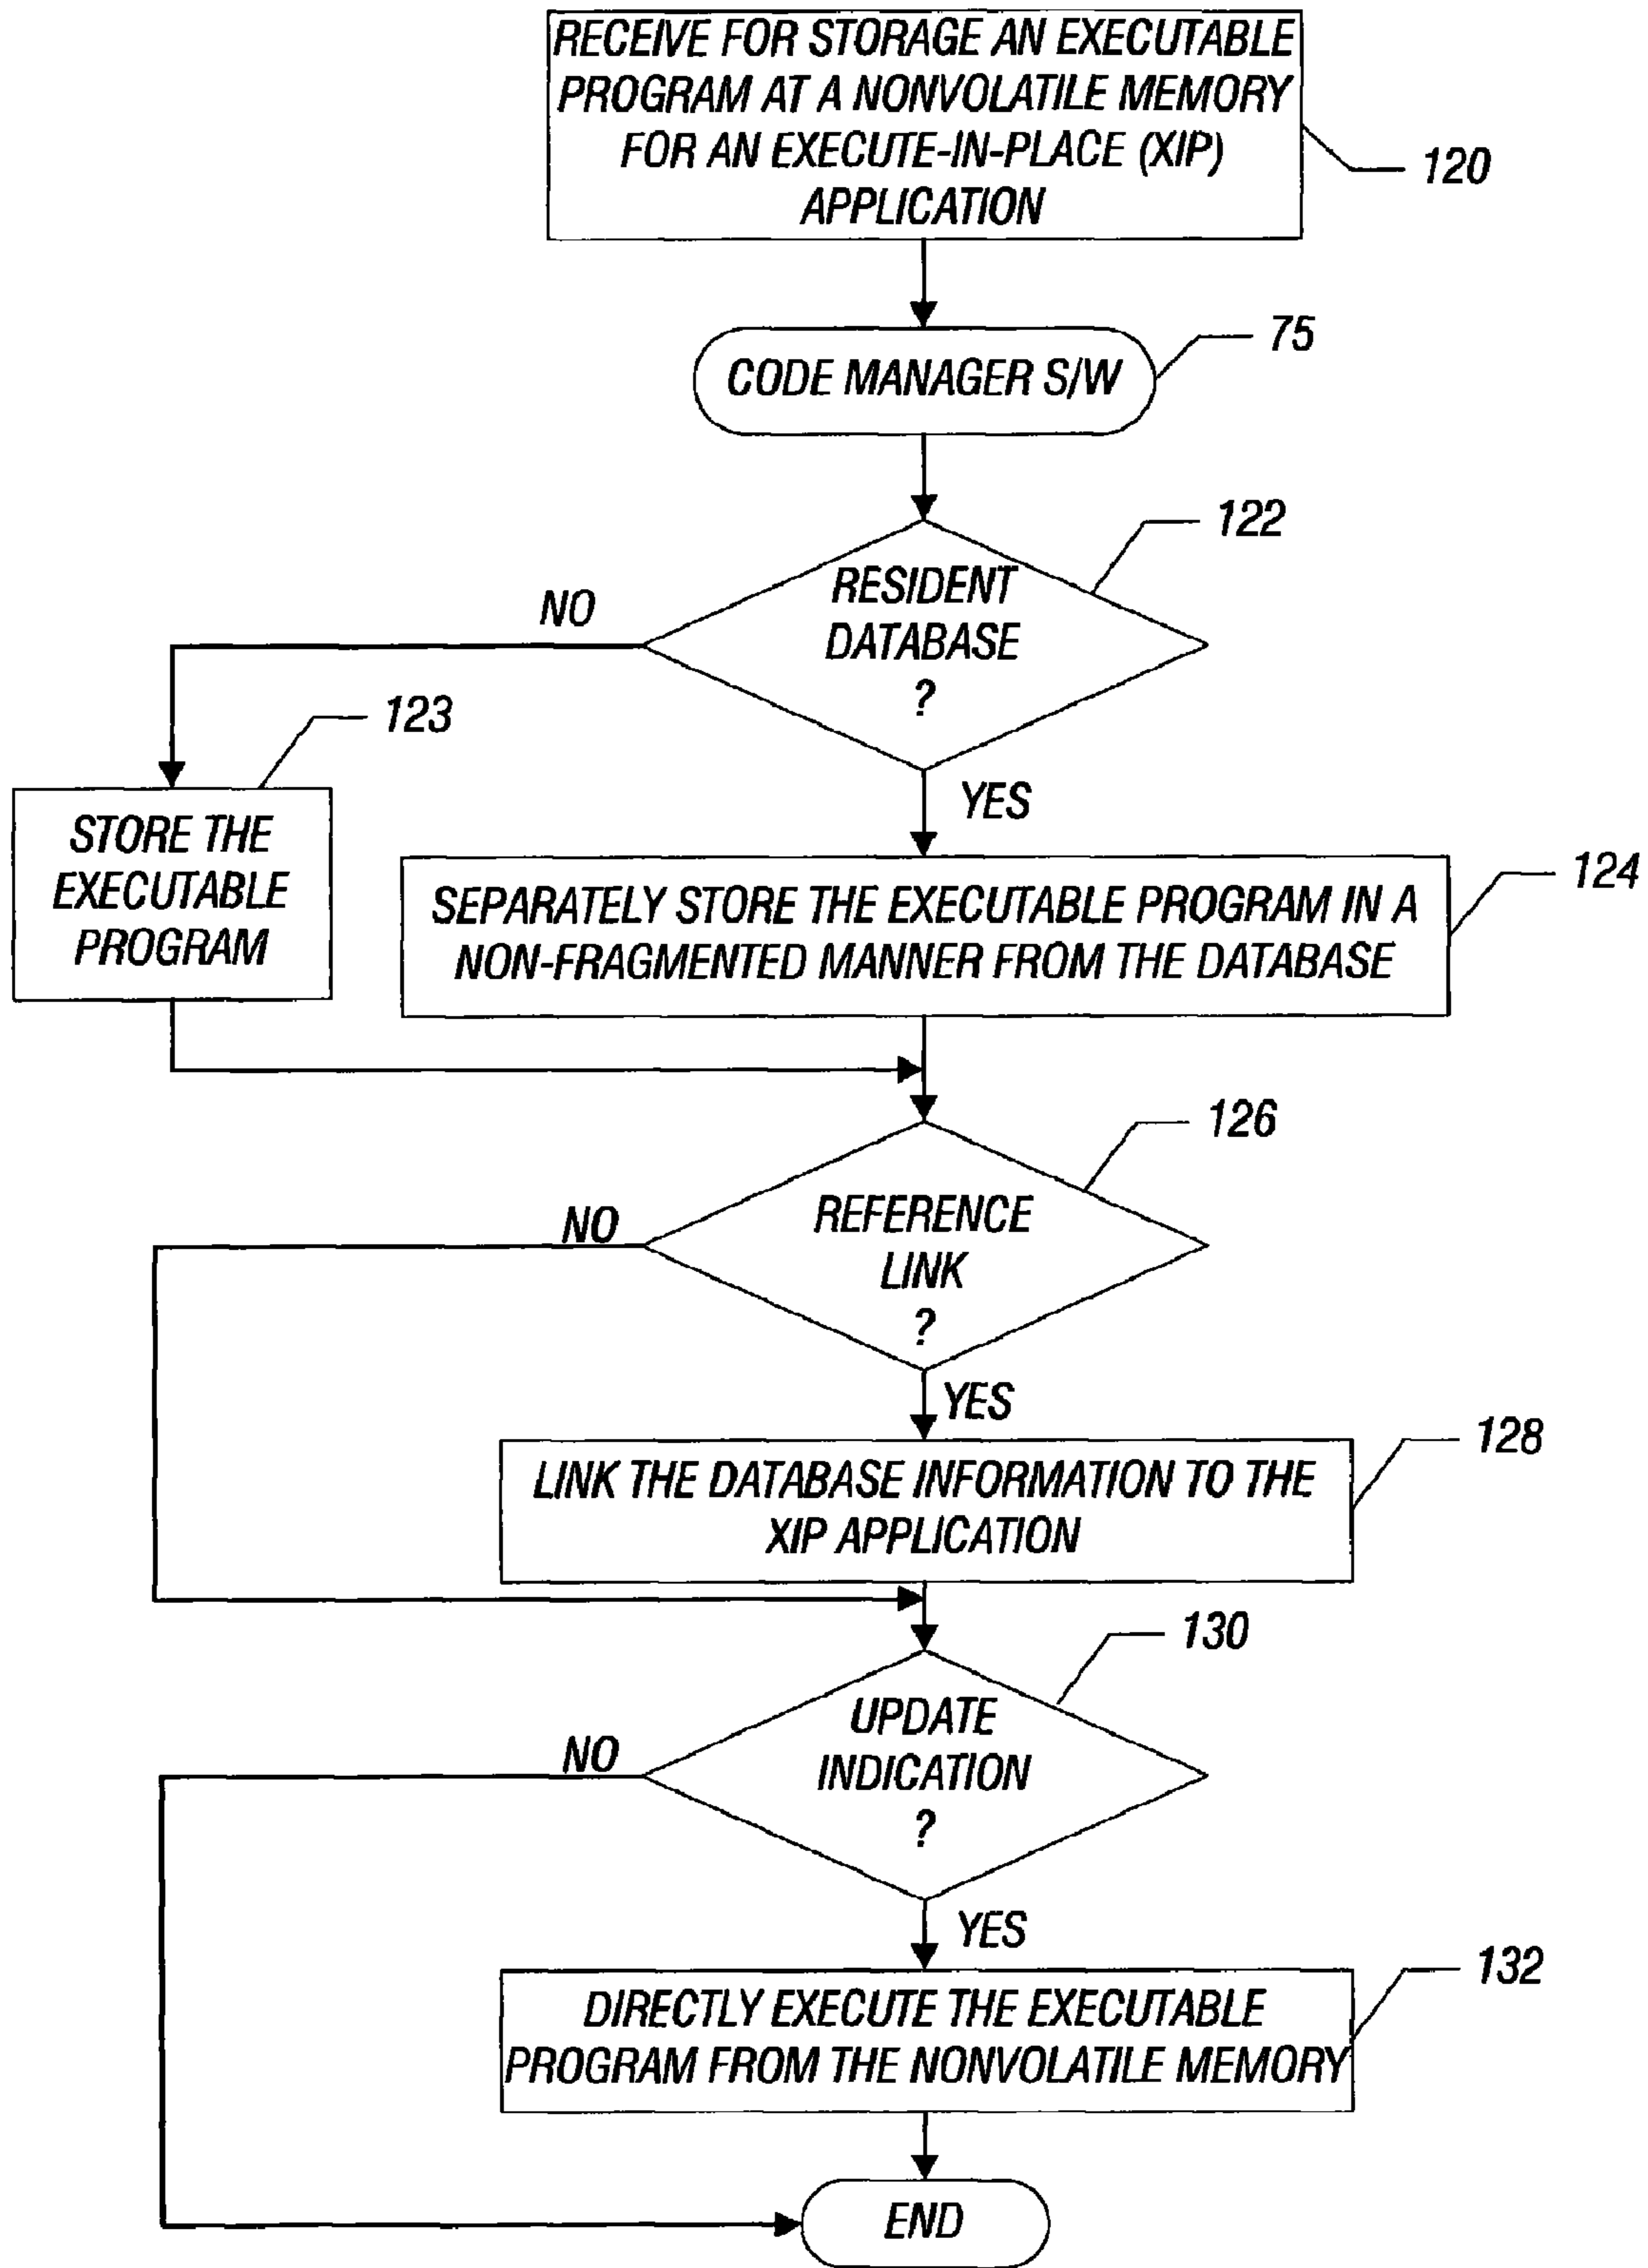 RECEIVE FOR STORAGE AN EXECUTABLE
PROGRAM AT A NONVOLATILE MEMORY
FOR AN EXECUTE-IN-PLACE (XIP)
APPLICATION
120
CODE MANAGER S/W
75
122
RESIDENT
DATABASE
?
NO
YES
123
STORE THE
EXECUTABLE
PROGRAM
124
SEPARATELY STORE THE EXECUTABLE PROGRAM IN A
NON-FRAGMENTED MANNER FROM THE DATABASE
126
REFERENCE
LINK
?
NO
YES
128
LINK THE DATABASE INFORMATION TO THE
XIP APPLICATION
130
UPDATE
INDICATION
?
NO
YES
132
DIRECTLY EXECUTE THE EXECUTABLE
PROGRAM FROM THE NONVOLATILE MEMORY
END